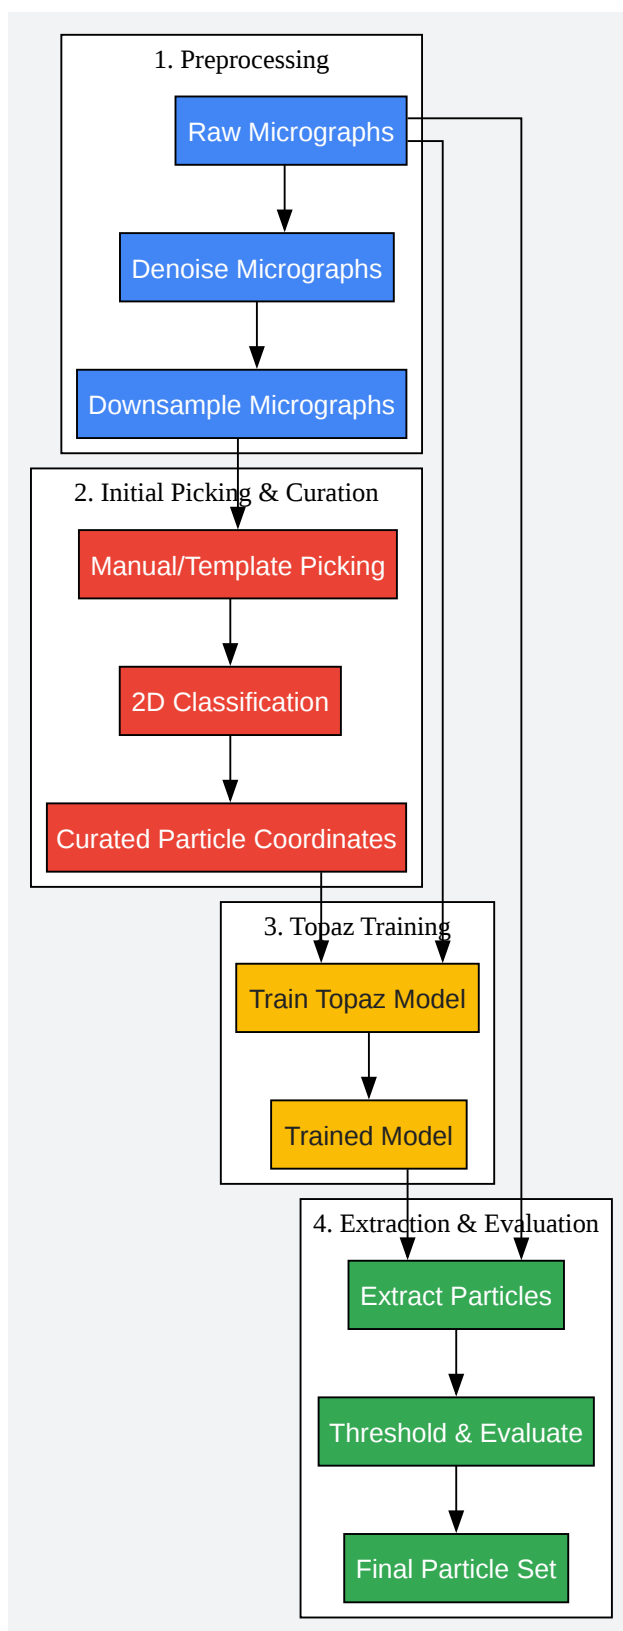 1. Preprocessing
Raw Micrographs
Denoise Micrographs
Downsample Micrographs
2. Initial Picking & Curation
Manual/Template Picking
2D Classification
Curated Particle Coordinates
3. Topaz Training
Train Topaz Model
Trained Model
4. Extraction & Evaluation
Extract Particles
Threshold & Evaluate
Final Particle Set